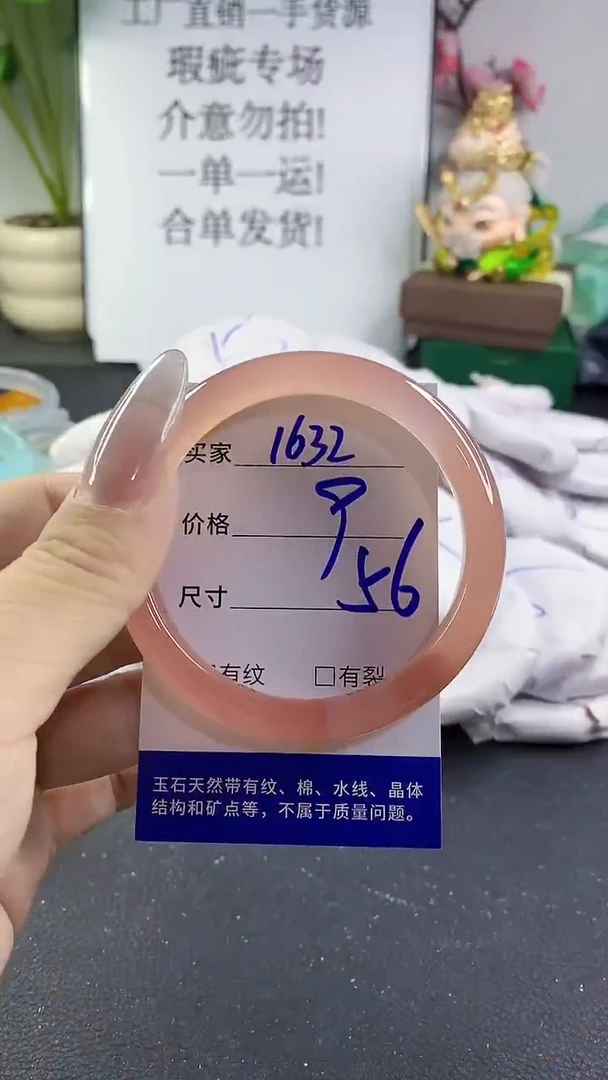 工厂直销一手货源
瑕疵专场
介意勿拍!
一单一运!
合单发货!
买家 1632
价格 9
尺寸 56
有纹 □有裂
玉石天然带有纹、棉、水线、晶体
结构和矿点等，不属于质量问题。